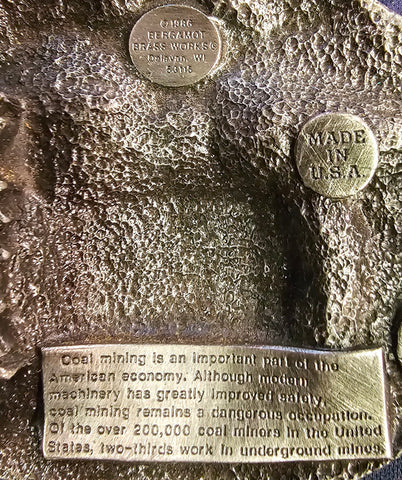 ©1986
BERGAMOT
BRASS WORKS®
Delavan, WI
MADE
IN
U.S.A.
Coal mining is an important part of the
American economy. Although modern
machinery has greatly improved safety,
coal mining remains a dangerous occupation.
Of the over 200,000 coal miners in the United
States, two-thirds work in underground mines.